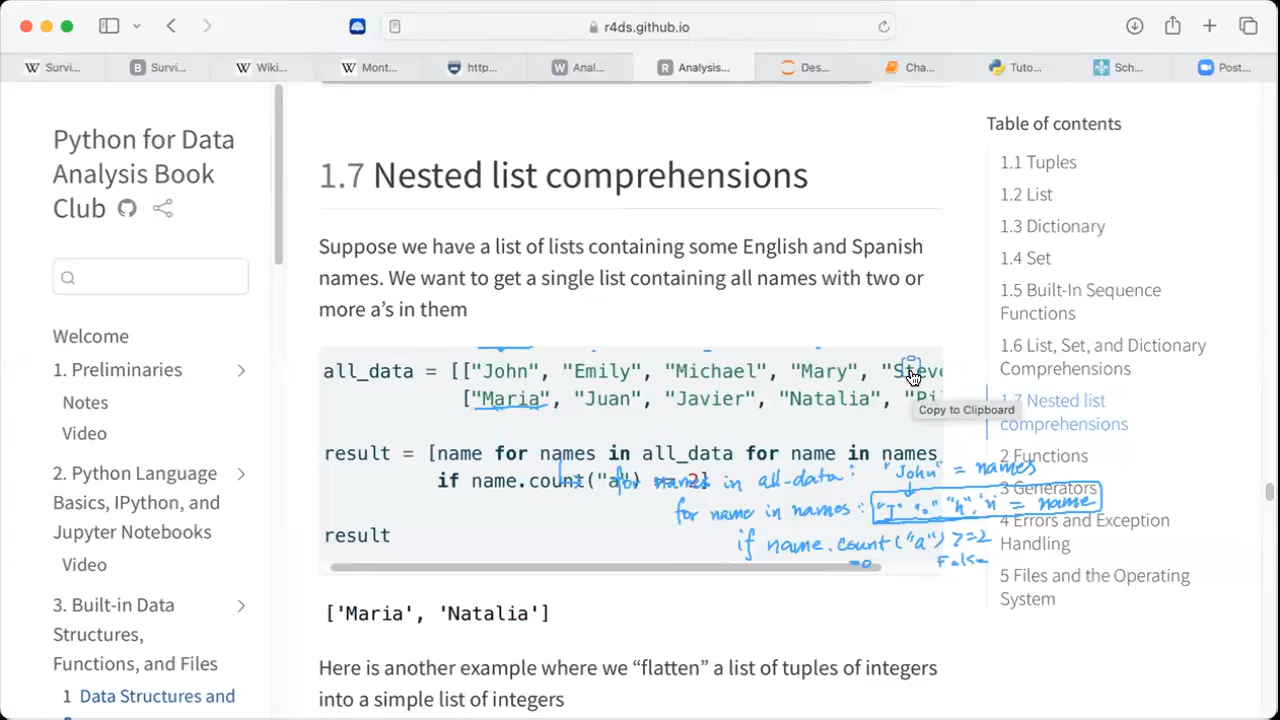 r4ds.github.io
Survi...
Survi...
Wiki...
Mont...
http...
Anal...
Analysis...
Des...
Cha...
Tuto...
Sch...
Post...
Python for Data
Analysis Book
Club
Welcome
1. Preliminaries
Notes
Video
2. Python Language
Basics, IPython, and
Jupyter Notebooks
Video
3. Built-in Data
Structures,
Functions, and Files
1 Data Structures and
1.7 Nested list comprehensions
Suppose we have a list of lists containing some English and Spanish
names. We want to get a single list containing all names with two or
more a's in them
all_data = [["John", "Emily", "Michael", "Mary", "Steve
["Maria", "Juan", "Javier", "Natalia", "Pil
Copy to Clipboard
result = [name for names in all_data for name in names
if name.count("a") >= 2]
result
for names in all-data: "John" = names
for name in names: "J" "o", "h", "n" = name
if name.count("a") >=2
=0 False
['Maria', 'Natalia']
Here is another example where we “flatten” a list of tuples of integers
into a simple list of integers
Table of contents
1.1 Tuples
1.2 List
1.3 Dictionary
1.4 Set
1.5 Built-In Sequence
Functions
1.6 List, Set, and Dictionary
Comprehensions
1.7 Nested list
comprehensions
2 Functions
3 Generators
4 Errors and Exception
Handling
5 Files and the Operating
System